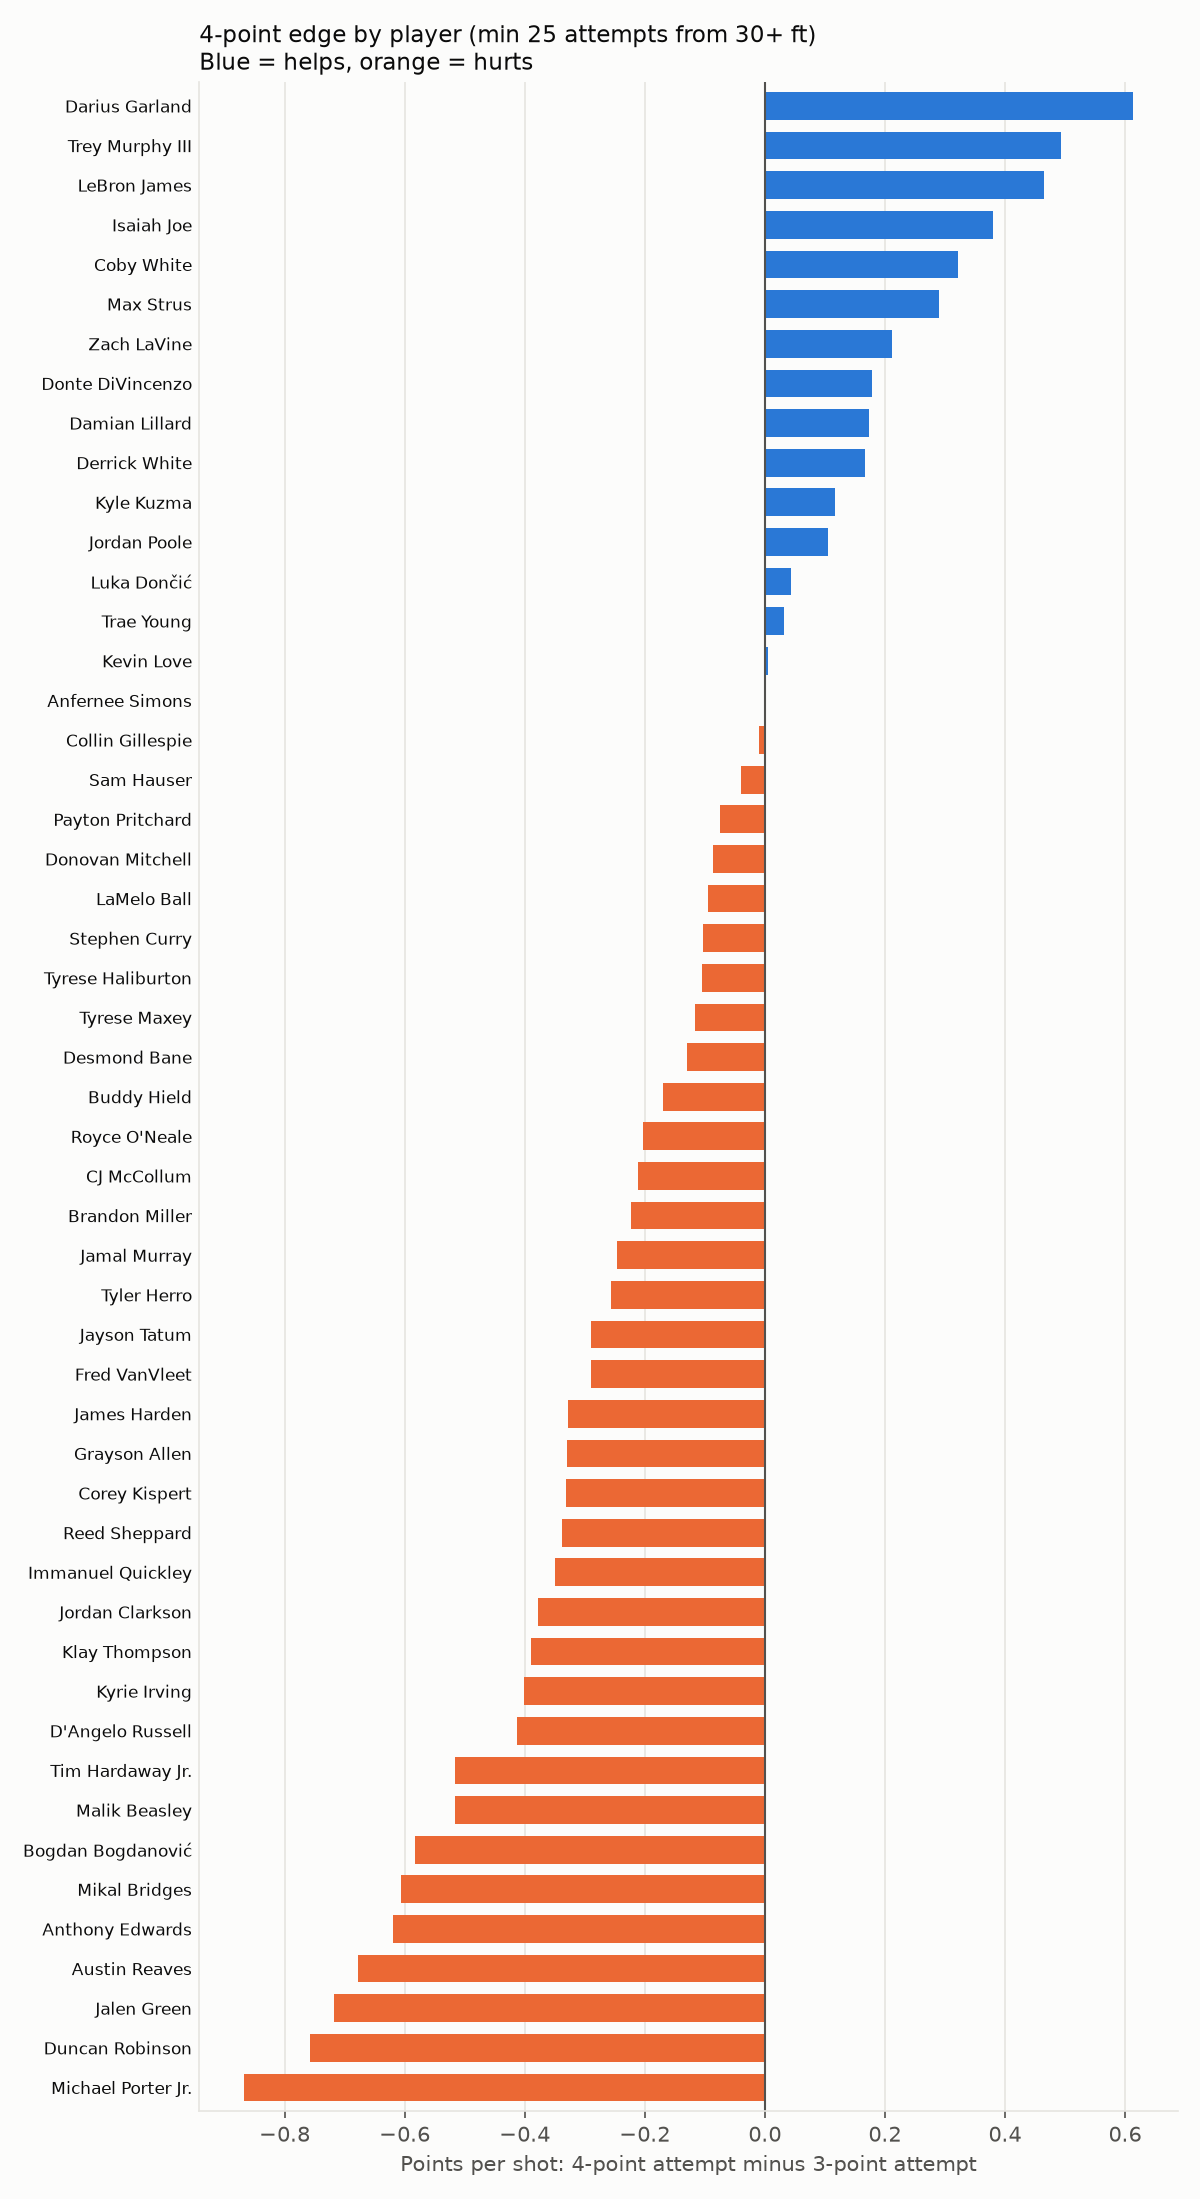 4-point edge by player (min 25 attempts from 30+ ft)
Blue = helps, orange = hurts
Darius Garland
Trey Murphy III
LeBron James
Isaiah Joe
Coby White
Max Strus
Zach LaVine
Donte DiVincenzo
Damian Lillard
Derrick White
Kyle Kuzma
Jordan Poole
Luka Dončić
Trae Young
Kevin Love
Anfernee Simons
Collin Gillespie
Sam Hauser
Payton Pritchard
Donovan Mitchell
LaMelo Ball
Stephen Curry
Tyrese Haliburton
Tyrese Maxey
Desmond Bane
Buddy Hield
Royce O'Neale
CJ McCollum
Brandon Miller
Jamal Murray
Tyler Herro
Jayson Tatum
Fred VanVleet
James Harden
Grayson Allen
Corey Kispert
Reed Sheppard
Immanuel Quickley
Jordan Clarkson
Klay Thompson
Kyrie Irving
D'Angelo Russell
Tim Hardaway Jr.
Malik Beasley
Bogdan Bogdanović
Mikal Bridges
Anthony Edwards
Austin Reaves
Jalen Green
Duncan Robinson
Michael Porter Jr.
−0.8 −0.6 −0.4 −0.2 0.0 0.2 0.4 0.6
Points per shot: 4-point attempt minus 3-point attempt